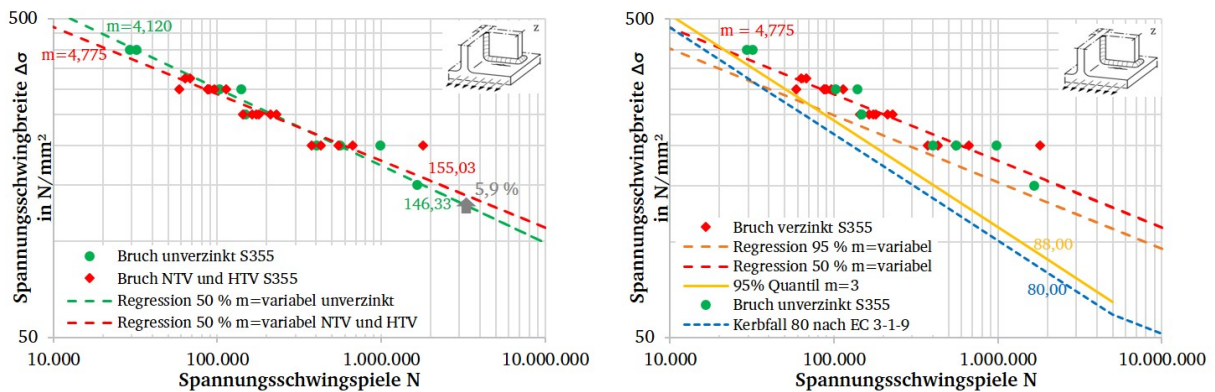 500
m=4,120
m=4,775
z
155,03
5,9 %
146,33
Bruch unverzinkt S355
Bruch NTV und HTV S355
Regression 50 % m=variabel unverzinkt
Regression 50 % m=variabel NTV und HTV
50
10.000
100.000
1.000.000
10.000.000
Spannungsschwingspiele N
Spannungsschwingbreite Δσ
in N/mm²
500
m = 4,775
z
Bruch verzinkt S355
Regression 95 % m=variabel
Regression 50 % m=variabel
95% Quantil m=3
Bruch unverzinkt S355
Kerbfall 80 nach EC 3-1-9
88,00
80,00
50
10.000
100.000
1.000.000
10.000.000
Spannungsschwingspiele N
Spannungsschwingbreite Δσ
in N/mm²